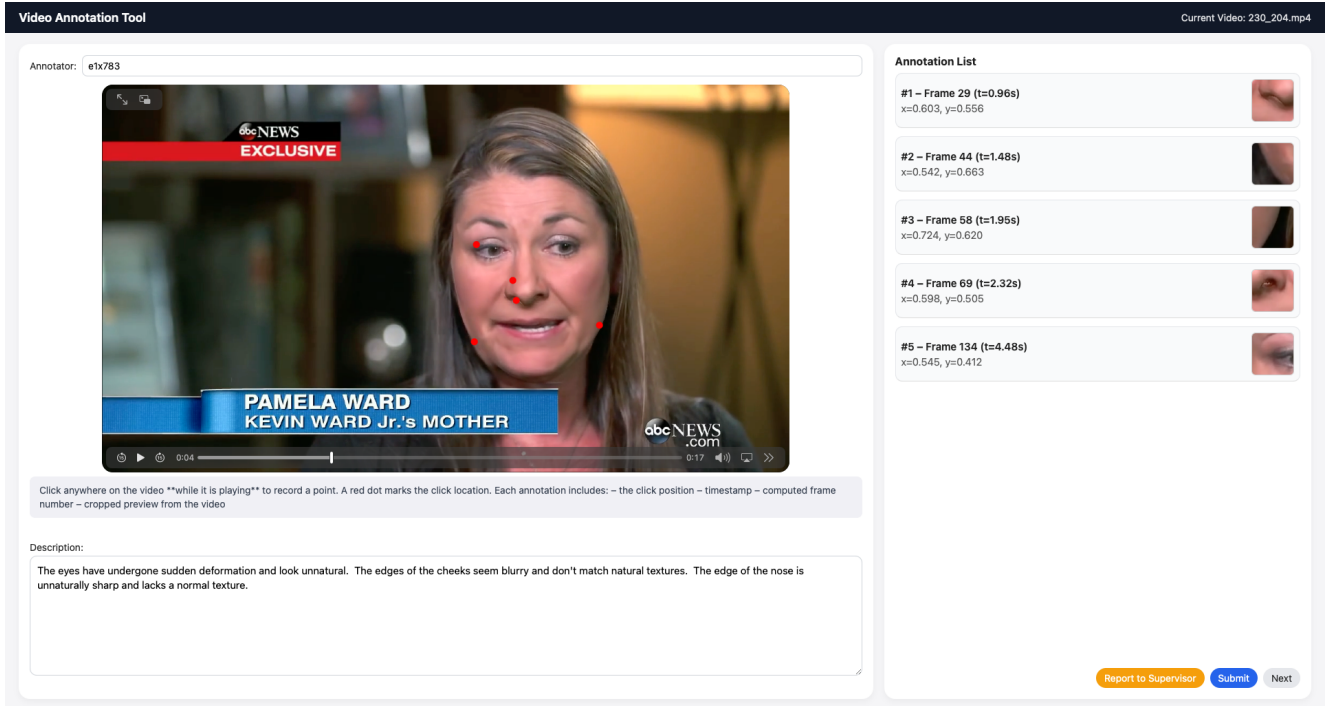 Video Annotation Tool
Current Video: 230_204.mp4
Annotator:
e1x783
abc NEWS
EXCLUSIVE
PAMELA WARD
KEVIN WARD Jr.'s MOTHER
abc NEWS
.com
0:04
0:17
Click anywhere on the video **while it is playing** to record a point. A red dot marks the click location. Each annotation includes: – the click position – timestamp – computed frame
number – cropped preview from the video
Description:
The eyes have undergone sudden deformation and look unnatural. The edges of the cheeks seem blurry and don't match natural textures. The edge of the nose is
unnaturally sharp and lacks a normal texture.
Annotation List
#1 – Frame 29 (t=0.96s)
x=0.603, y=0.556
#2 – Frame 44 (t=1.48s)
x=0.542, y=0.663
#3 – Frame 58 (t=1.95s)
x=0.724, y=0.620
#4 – Frame 69 (t=2.32s)
x=0.598, y=0.505
#5 – Frame 134 (t=4.48s)
x=0.545, y=0.412
Report to Supervisor
Submit
Next